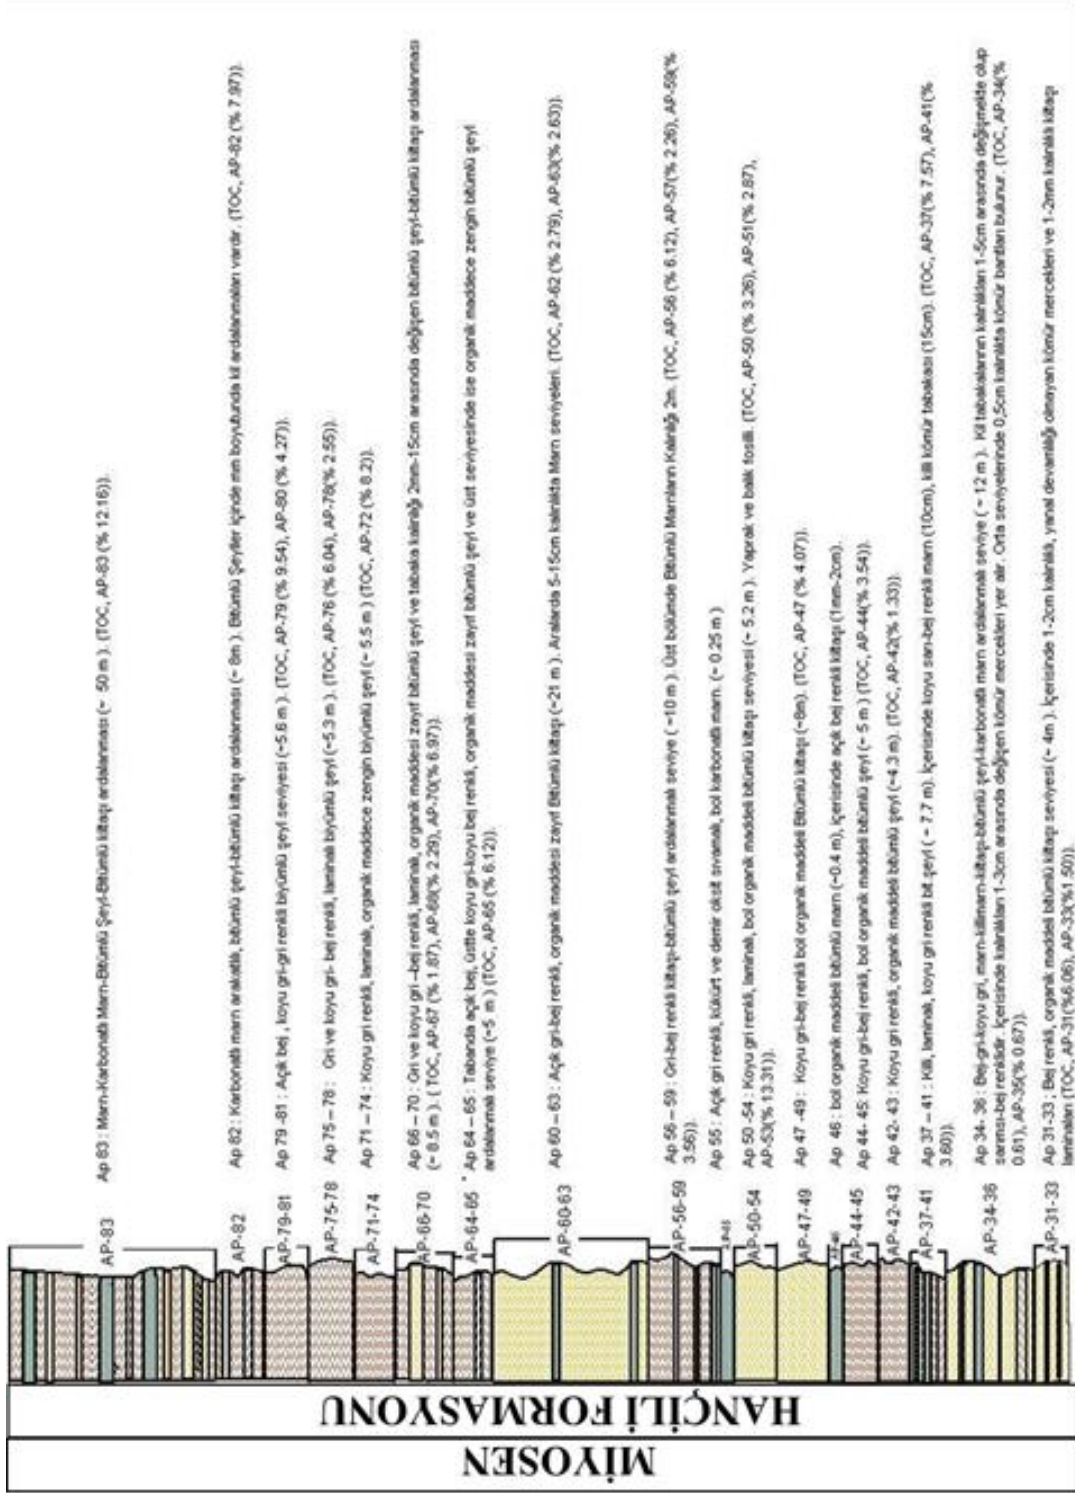 MİYOSEN
HANÇİLİ FORMASYONU
AP-83
Ap 83 : Marn-Karbonatlı Marn-Bitümlü Şeyl-Bitümlü kiltaşı ardalanması (~ 50 m ). (TOC, AP-83 (% 12.16)).
AP-82
Ap 82 : Karbonatlı marn arakatlı, bitümlü şeyl-bitümlü kiltaşı ardalanması (~ 8m ). Bitümlü Şeyller içinde mm boyutunda kil ardalanmaları vardır. (TOC, AP-82 (% 7.97)).
AP-79-81
Ap 79 -81 : Açık bej , koyu gri-gri renkli biyümlü şeyl seviyesi (~5.6 m ). (TOC, AP-79 (% 9.54), AP-80 (% 4.27)).
AP-75-78
Ap 75 – 78 : Gri ve koyu gri- bej renkli, laminalı biyümlü şeyl (~5.3 m ). (TOC, AP-76 (% 6.04), AP-78(% 2.55)).
AP-71-74
Ap 71 – 74 : Koyu gri renkli, laminalı, organik maddece zengin biyümlü şeyl (~ 5.5 m ) (TOC, AP-72 (% 8.2)).
AP-66-70
Ap 66 – 70 : Gri ve koyu gri –bej renkli, laminalı, organik maddesi zayıf bitümlü şeyl ve tabaka kalınlığı 2mm-15cm arasında değişen bitümlü şeyl-bitümlü kiltaşı ardalanması
(~ 8.5 m ). ( TOC, AP-67 (% 1.87), AP-68(% 2.29), AP-70(% 6.97)).
AP-64-65
Ap 64 – 65 : Tabanda açık bej, üstte koyu gri-koyu bej renkli, organik maddesi zayıf bitümlü şeyl ve üst seviyesinde ise organik maddece zengin bitümlü şeyl
ardalanmalı seviye (~5 m ) (TOC, AP-65 (% 6.12)).
AP-60-63
Ap 60 – 63 : Açık gri-bej renkli, organik maddesi zayıf Bitümlü kiltaşı (~21 m ). Aralarda 5-15cm kalınlıkta Marn seviyeleri. (TOC, AP-62 (% 2.79), AP-63(% 2.63)).
AP-56-59
Ap 56 – 59 : Gri-bej renkli kiltaşı-bitümlü şeyl ardalanmalı seviye ( ~10 m ). Üst bölümde Bitümlü Marnların Kalınlığı 2m. (TOC, AP-56 (% 6.12), AP-57(% 2.26), AP-59(%
3.56)).
Ap 55 : Açık gri renkli, kükürt ve demir oksit sıvamalı, bol karbonatlı marn. (~ 0.25 m )
AP-50-54
Ap 50 -54 : Koyu gri renkli, laminalı, bol organik maddeli bitümlü kiltaşı seviyesi (~ 5.2 m ). Yaprak ve balık fosilli. (TOC, AP-50 (% 3.26), AP-51(% 2.87),
AP-53(% 13.31)).
AP-47-49
Ap 47 -49 : Koyu gri-bej renkli bol organik maddeli Bitümlü kiltaşı (~8m). (TOC, AP-47 (% 4.07)).
Ap 46 : bol organik maddeli bitümlü marn (~0.4 m), içerisinde açık bej renkli kiltaşı (1mm-2cm).
AP-44-45
Ap 44- 45: Koyu gri-bej renkli, bol organik maddeli bitümlü şeyl (~ 5 m ) (TOC, AP-44(% 3.54)).
AP-42-43
Ap 42- 43 : Koyu gri renkli, organik maddeli bitümlü şeyl (~4.3 m). (TOC, AP-42(% 1.33)).
AP-37-41
Ap 37 – 41 : Killi, laminalı, koyu gri renkli bit şeyl ( ~ 7.7 m). İçerisinde koyu sarı-bej renkli marn (10cm), killi kömür tabakası (15cm). (TOC, AP-37(% 7.57), AP-41(%
3.60)).
AP-34-36
Ap 34- 36 : Bej-gri-koyu gri, marn-killimarn-kiltaşı-bitümlü şeyl-karbonatlı marn ardalanmalı seviye ( ~ 12 m ). Kil tabakalarının kalınlıkları 1-5cm arasında değişmekte olup
sarımsı-bej renklidir. İçerisinde kalınlıkları 1-3cm arasında değişen kömür mercekleri yer alır. Orta seviyelerinde 0,5cm kalınlıkta kömür bantları bulunur. (TOC, AP-34(%
0.61), AP-35(% 0.67)).
AP-31-33
Ap 31-33 ; Bej renkli, organik maddeli bitümlü kiltaşı seviyesi (~ 4m ). İçerisinde 1-2cm kalınlıklı, yanal devamlılığı olmayan kömür mercekleri ve 1-2mm kalınlıklı kiltaşı
laminaları (TOC, AP-31(%6.06), AP-33(%1.50)).